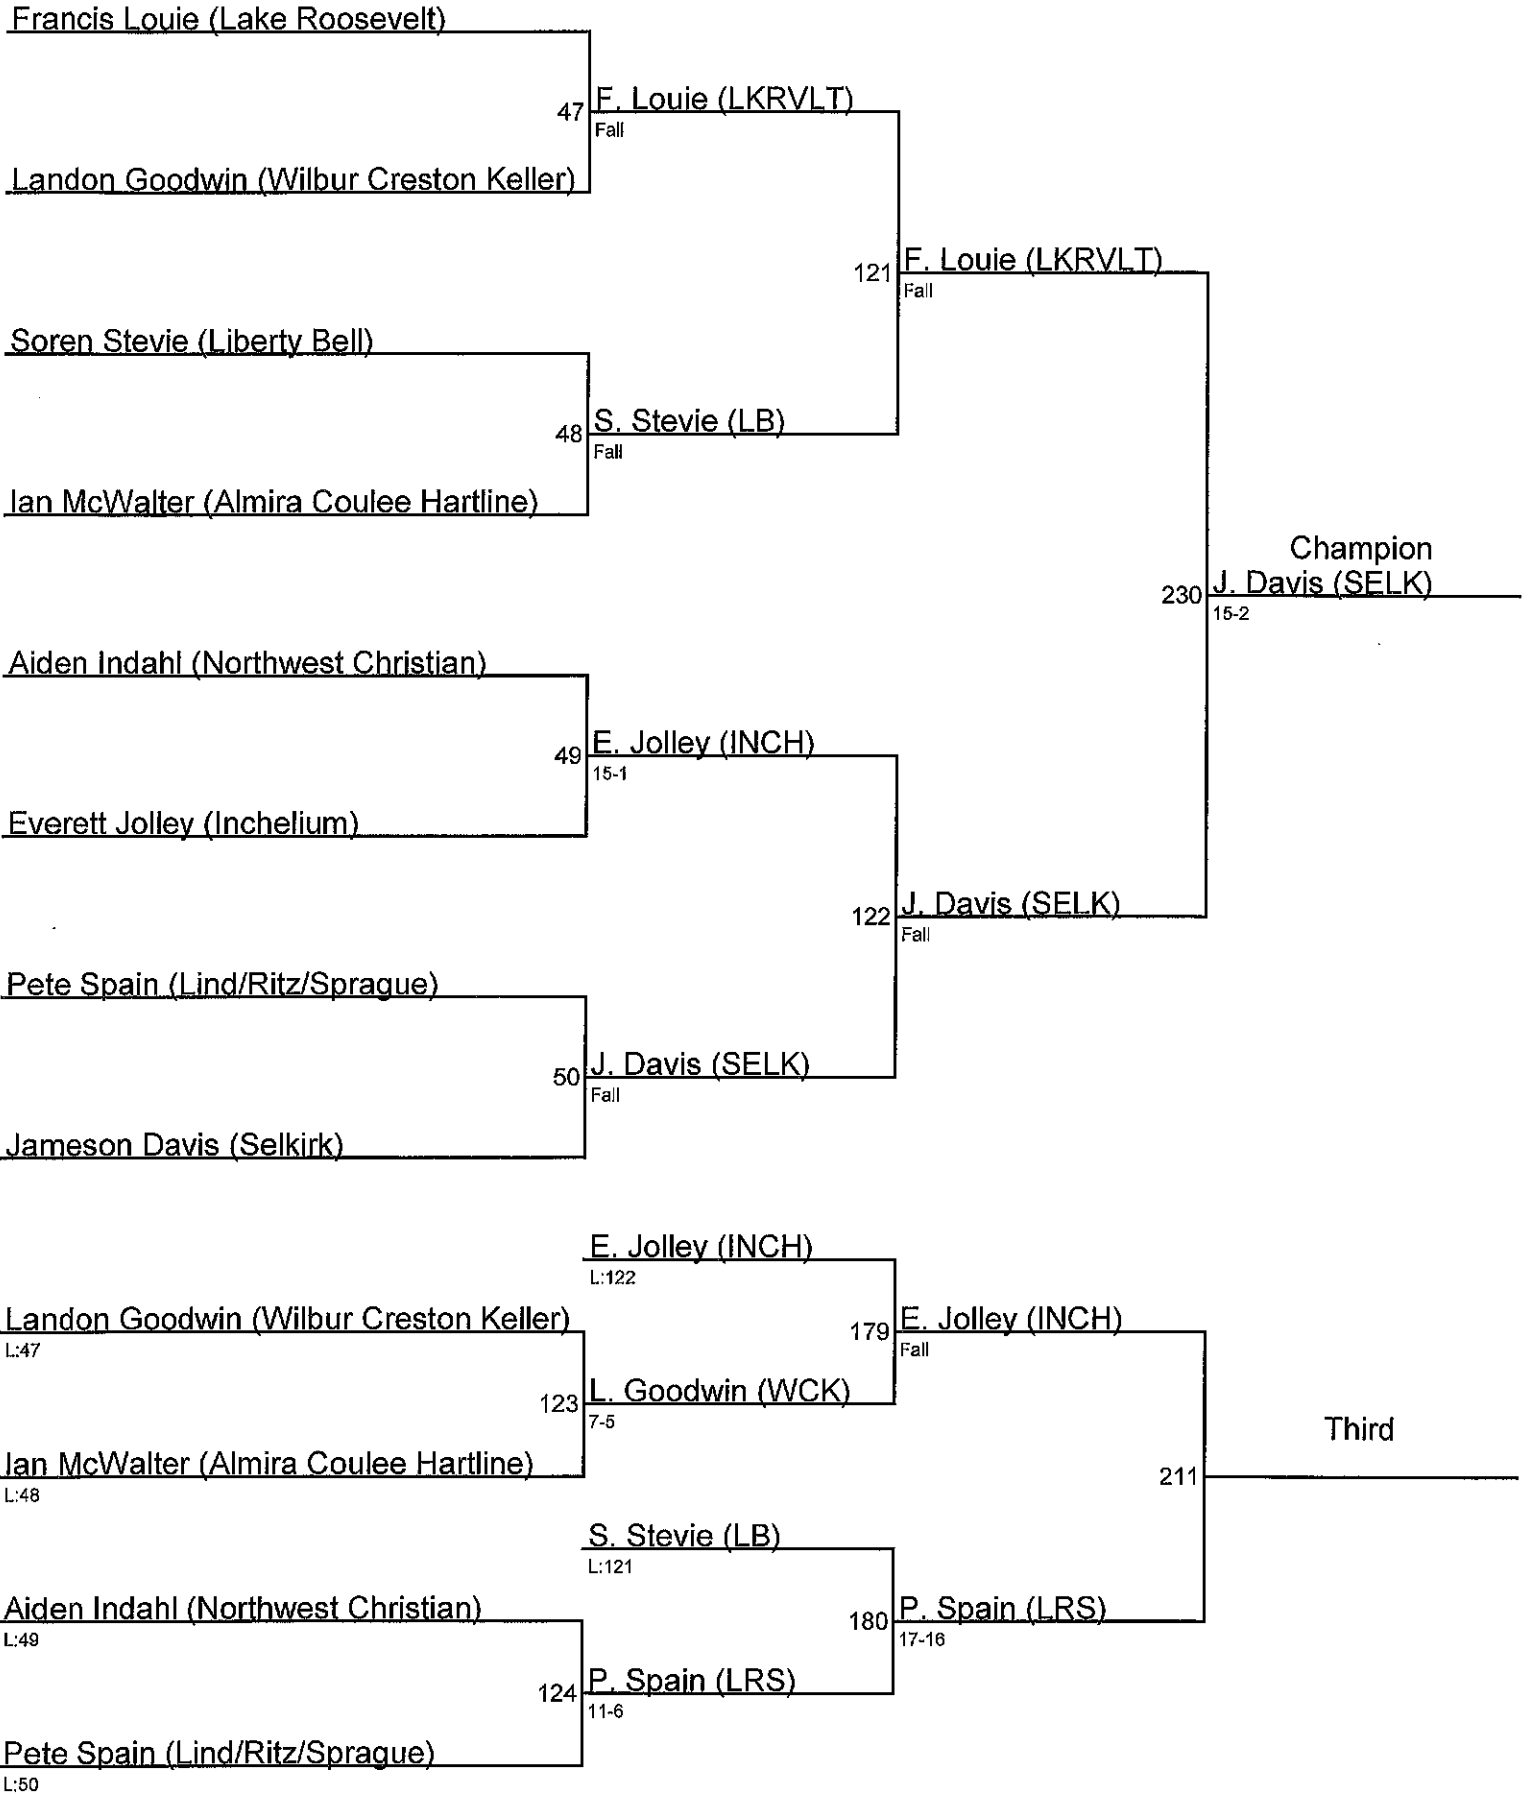 Francis Louie (Lake Roosevelt)
47 F. Louie (LKRVLT)
Fall
Landon Goodwin (Wilbur Creston Keller)
121 F. Louie (LKRVLT)
Fall
Soren Stevie (Liberty Bell)
48 S. Stevie (LB)
Fall
Ian McWalter (Almira Coulee Hartline)
Champion
230 J. Davis (SELK)
15-2
Aiden Indahl (Northwest Christian)
49 E. Jolley (INCH)
15-1
Everett Jolley (Inchelium)
122 J. Davis (SELK)
Fall
Pete Spain (Lind/Ritz/Sprague)
50 J. Davis (SELK)
Fall
Jameson Davis (Selkirk)
E. Jolley (INCH)
L:122
Landon Goodwin (Wilbur Creston Keller)
L:47
179 E. Jolley (INCH)
Fall
123 L. Goodwin (WCK)
7-5
Third
Ian McWalter (Almira Coulee Hartline)
L:48
211
S. Stevie (LB)
L:121
Aiden Indahl (Northwest Christian)
L:49
180 P. Spain (LRS)
17-16
124 P. Spain (LRS)
11-6
Pete Spain (Lind/Ritz/Sprague)
L:50